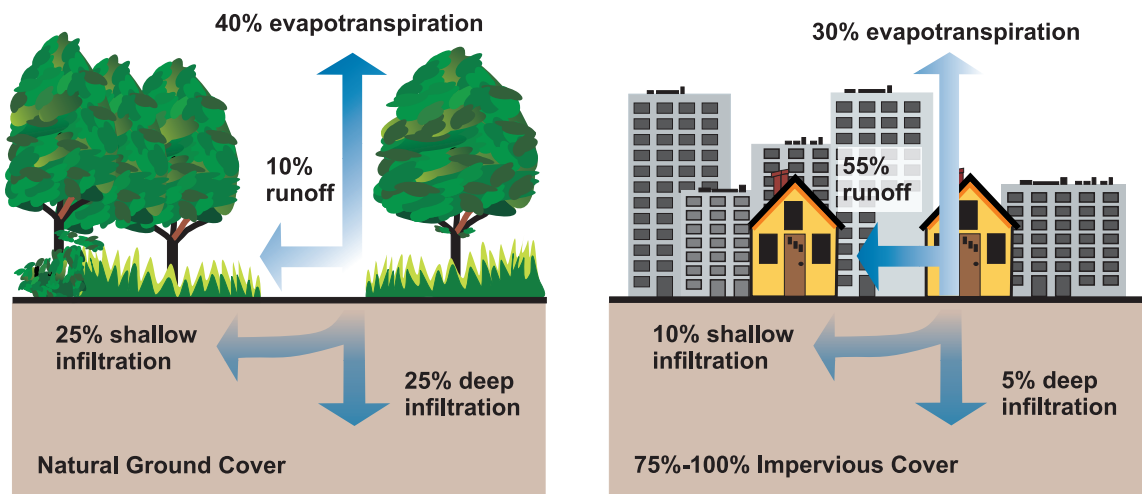 40% evapotranspiration
10%
runoff
25% shallow
infiltration
25% deep
infiltration
Natural Ground Cover
30% evapotranspiration
55%
runoff
10% shallow
infiltration
5% deep
infiltration
75%-100% Impervious Cover